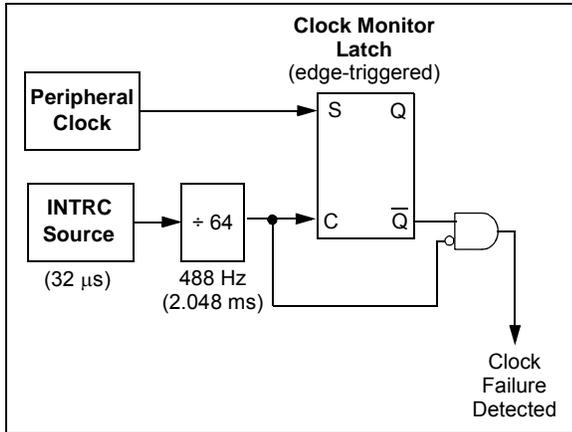 Clock Monitor
Latch
(edge-triggered)
Peripheral
Clock
S Q
INTRC
Source
÷ 64
C Q̅
(32 μs)
488 Hz
(2.048 ms)
Clock
Failure
Detected